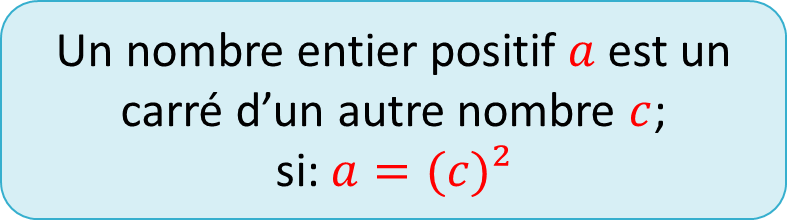 Un nombre entier positif a est un
carré d’un autre nombre c;
si: a = (c)²